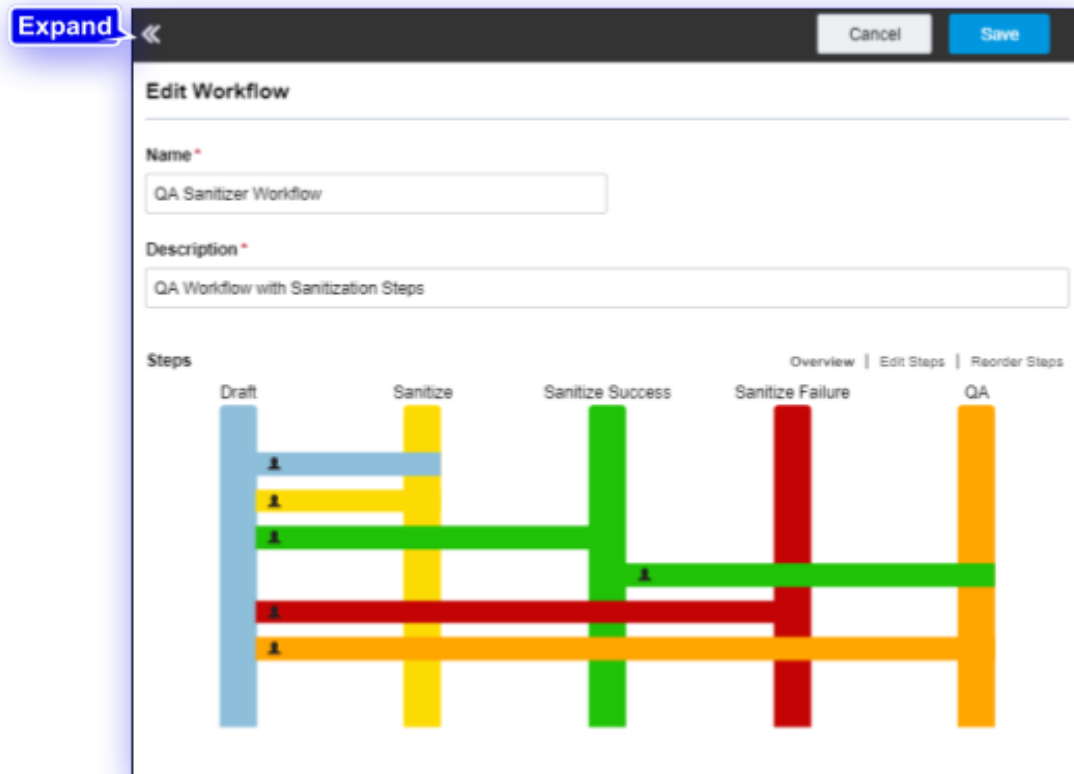 Expand
Cancel Save
Edit Workflow
Name*
QA Sanitizer Workflow
Description*
QA Workflow with Sanitization Steps
Steps Overview | Edit Steps | Reorder Steps
Draft Sanitize Sanitize Success Sanitize Failure QA